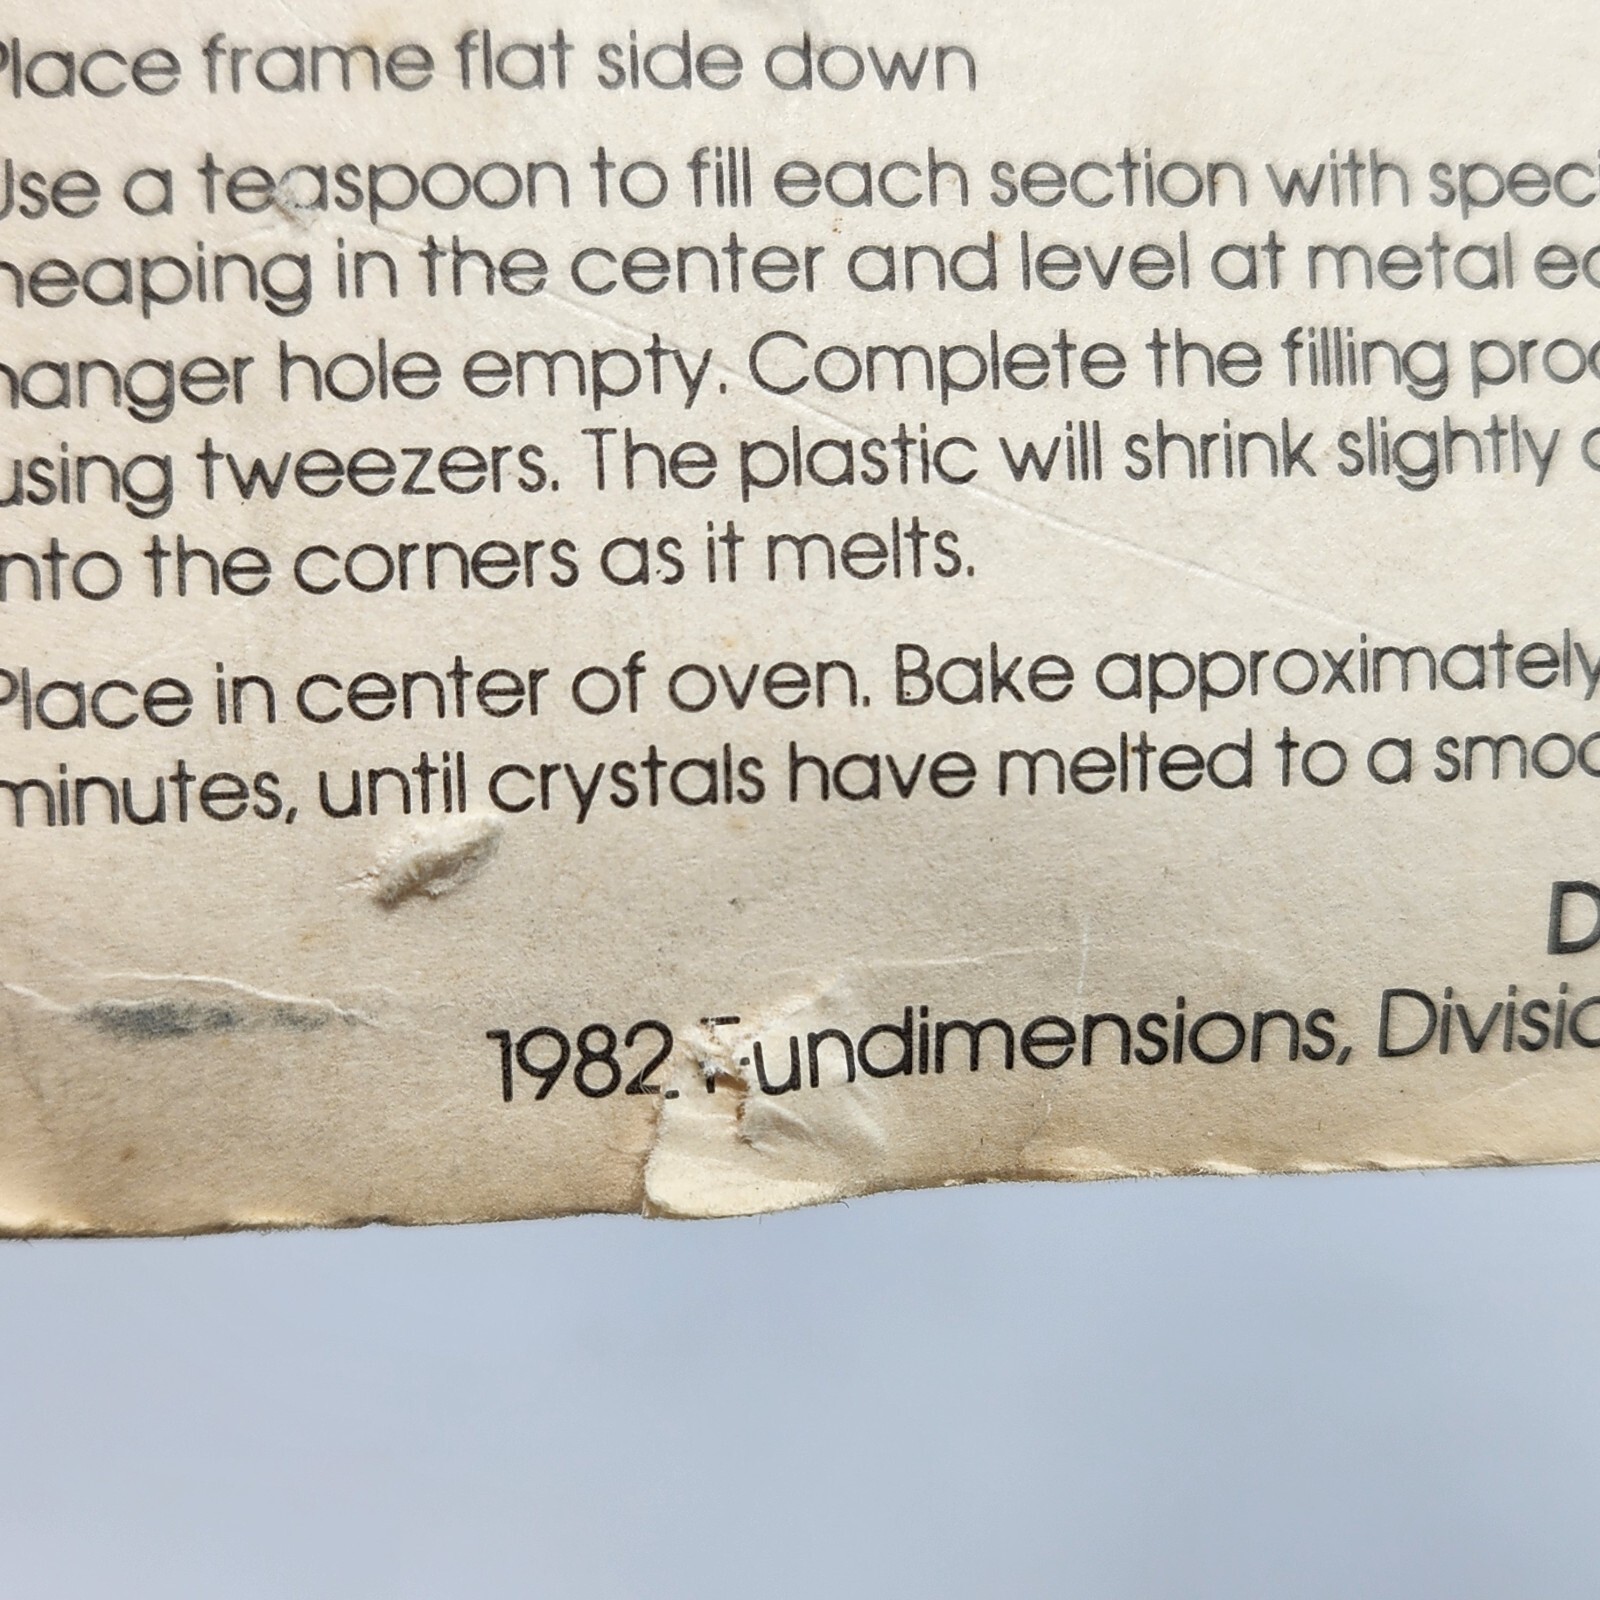 Place frame flat side down
Use a teaspoon to fill each section with speci
heaping in the center and level at metal ed
hanger hole empty. Complete the filling proc
using tweezers. The plastic will shrink slightly
into the corners as it melts.
Place in center of oven. Bake approximately
minutes, until crystals have melted to a smoo
D
1982. Fundimensions, Divisio